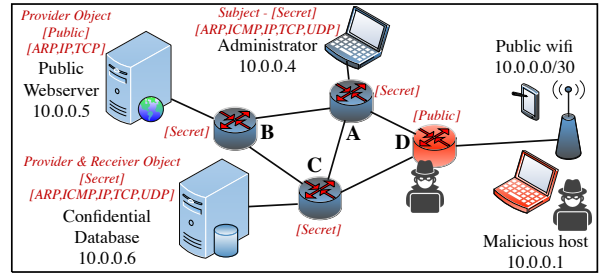 Provider Object
[Public]
[ARP,IP,TCP]
Public
Webserver
10.0.0.5
Subject - [Secret]
[ARP,ICMP,IP,TCP,UDP]
Administrator
10.0.0.4
Public wifi
10.0.0.0/30
[Secret]
[Public]
[Secret]
B
A
D
Provider & Receiver Object
[Secret]
[ARP,ICMP,IP,TCP,UDP]
Confidential
Database
10.0.0.6
C
[Secret]
Malicious host
10.0.0.1